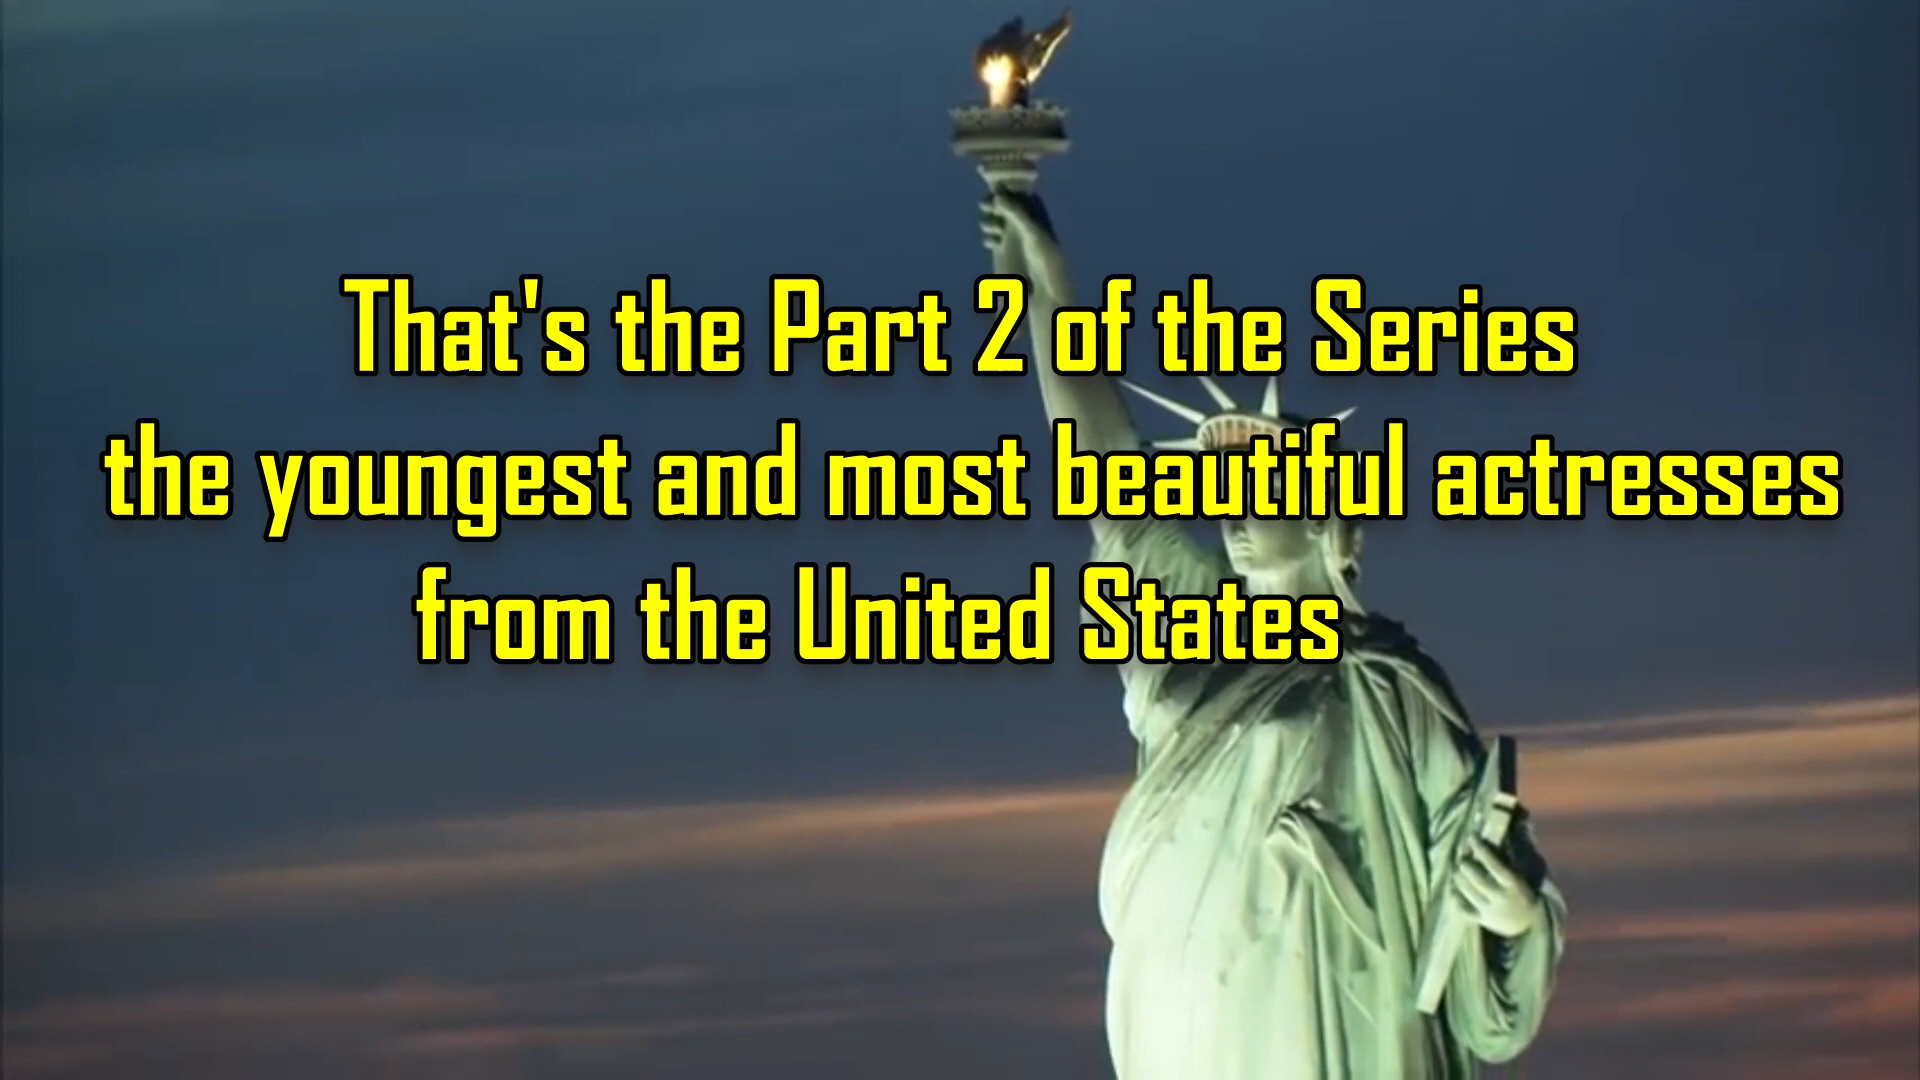 That's the Part 2 of the Series
the youngest and most beautiful actresses
from the United States